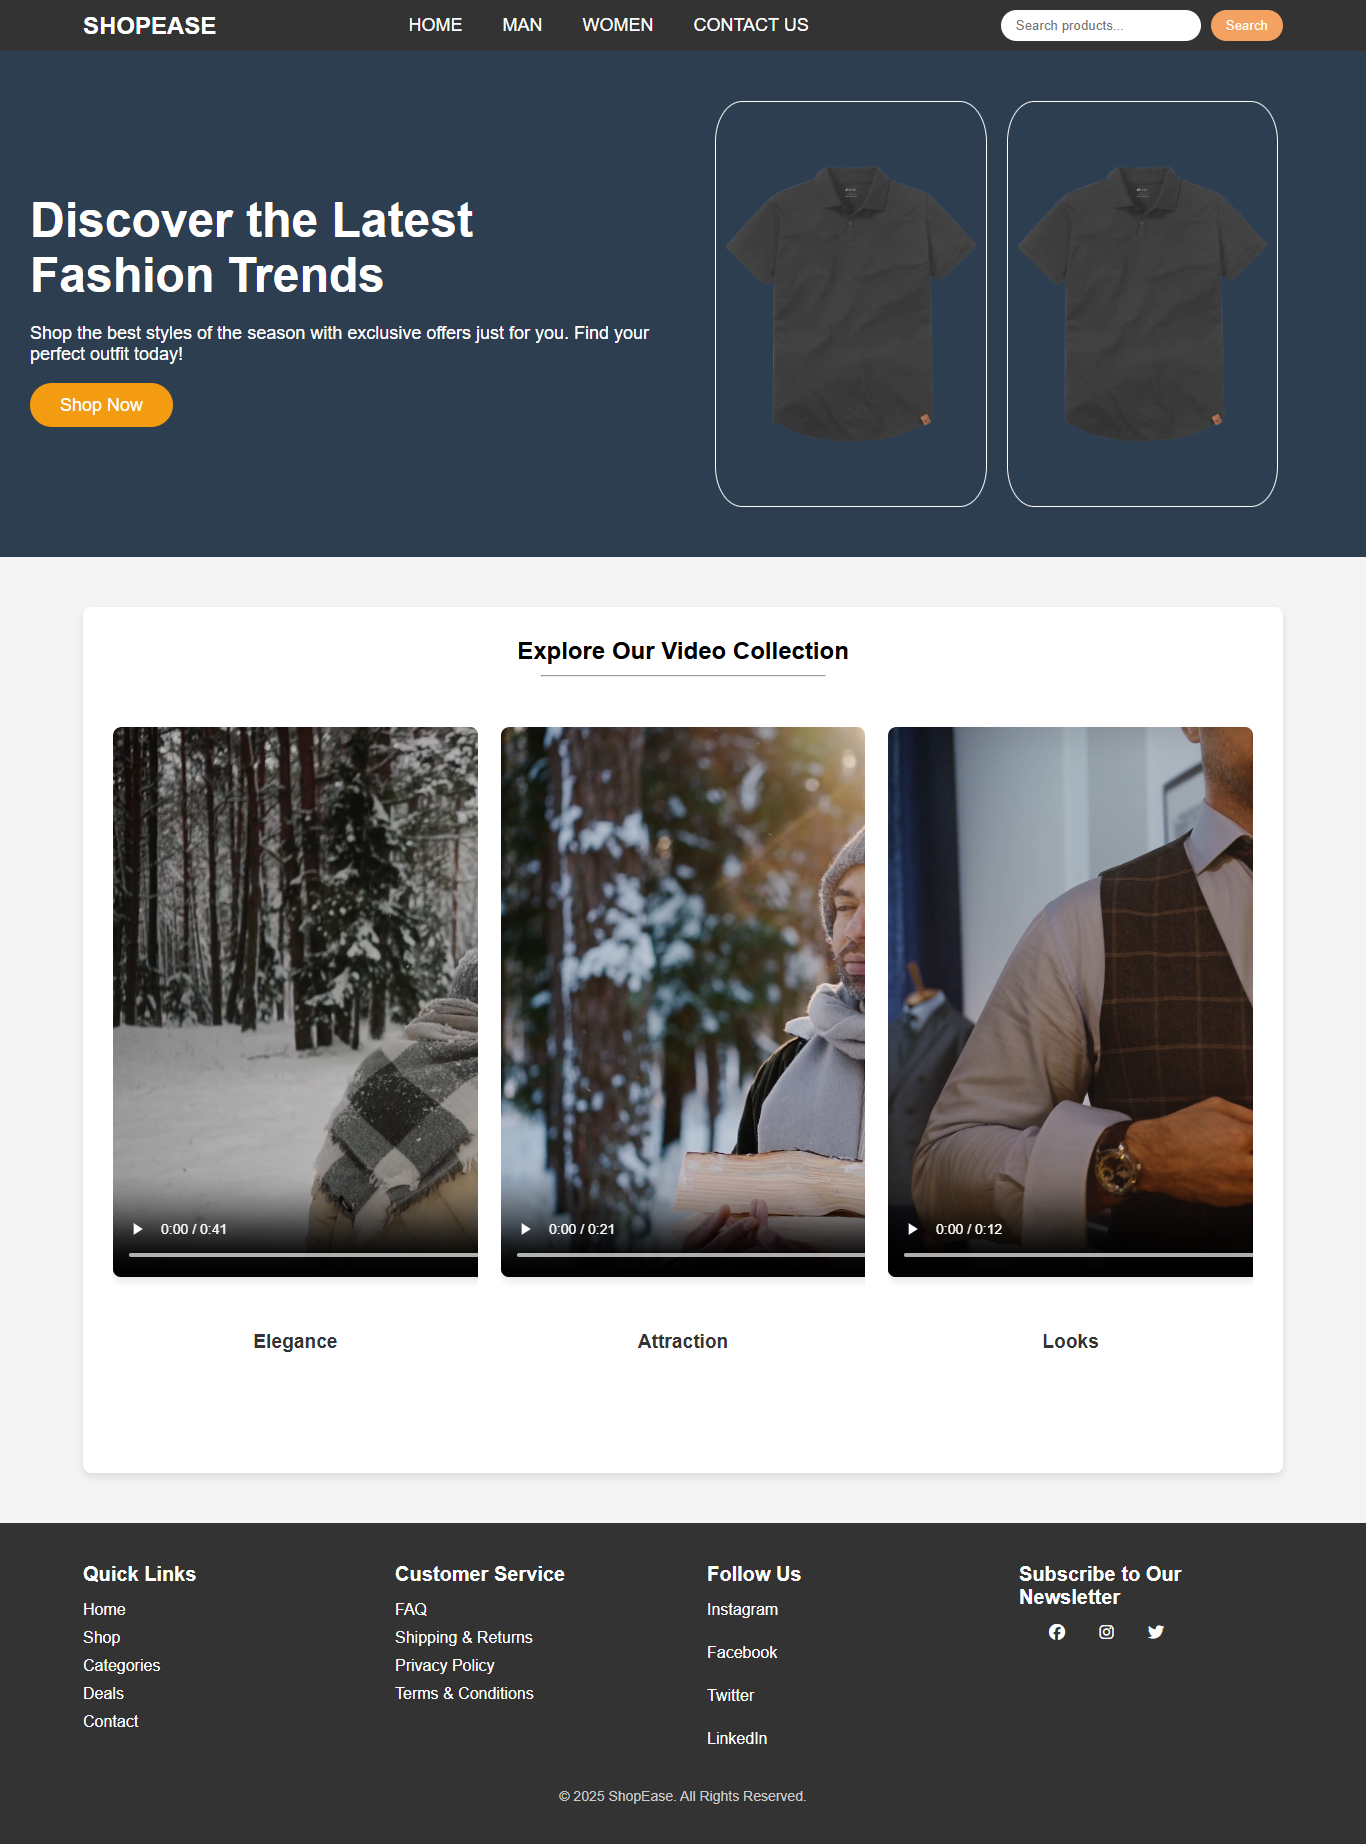 SHOPEASE
HOME MAN WOMEN CONTACT US
Search products...
Search
Discover the Latest
Fashion Trends
Shop the best styles of the season with exclusive offers just for you. Find your
perfect outfit today!
Shop Now
Explore Our Video Collection
0:00 / 0:41
0:00 / 0:21
0:00 / 0:12
Elegance
Attraction
Looks
Quick Links
Home
Shop
Categories
Deals
Contact
Customer Service
FAQ
Shipping & Returns
Privacy Policy
Terms & Conditions
Follow Us
Instagram
Facebook
Twitter
LinkedIn
Subscribe to Our
Newsletter
© 2025 ShopEase. All Rights Reserved.